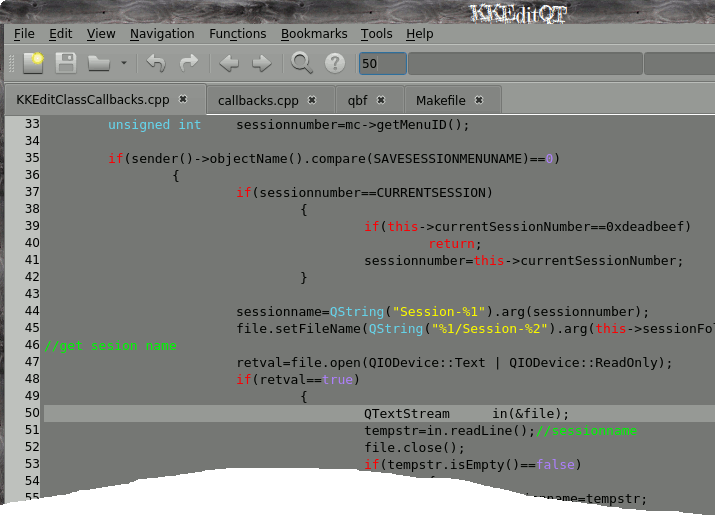 KKEditQT
File Edit View Navigation Functions Bookmarks Tools Help
50
KKEditClassCallbacks.cpp callbacks.cpp qbf Makefile
33 unsigned int sessionnumber=mc->getMenuID();
34
35 if(sender()->objectName().compare(SAVESESSIONMENUNAME)==0)
36 {
37 if(sessionnumber==CURRENTSESSION)
38 {
39 if(this->currentSessionNumber==0xdeadbeef)
40 return;
41 sessionnumber=this->currentSessionNumber;
42 }
43
44 sessionname=QString("Session-%1").arg(sessionnumber);
45 file.setFileName(QString("%1/Session-%2").arg(this->sessionFo
46 //get sesion name
47 retval=file.open(QIODevice::Text | QIODevice::ReadOnly);
48 if(retval==true)
49 {
50 QTextStream in(&file);
51 tempstr=in.readLine();//sessionname
52 file.close();
53 if(tempstr.isEmpty()==false)
54
55 name=tempstr;